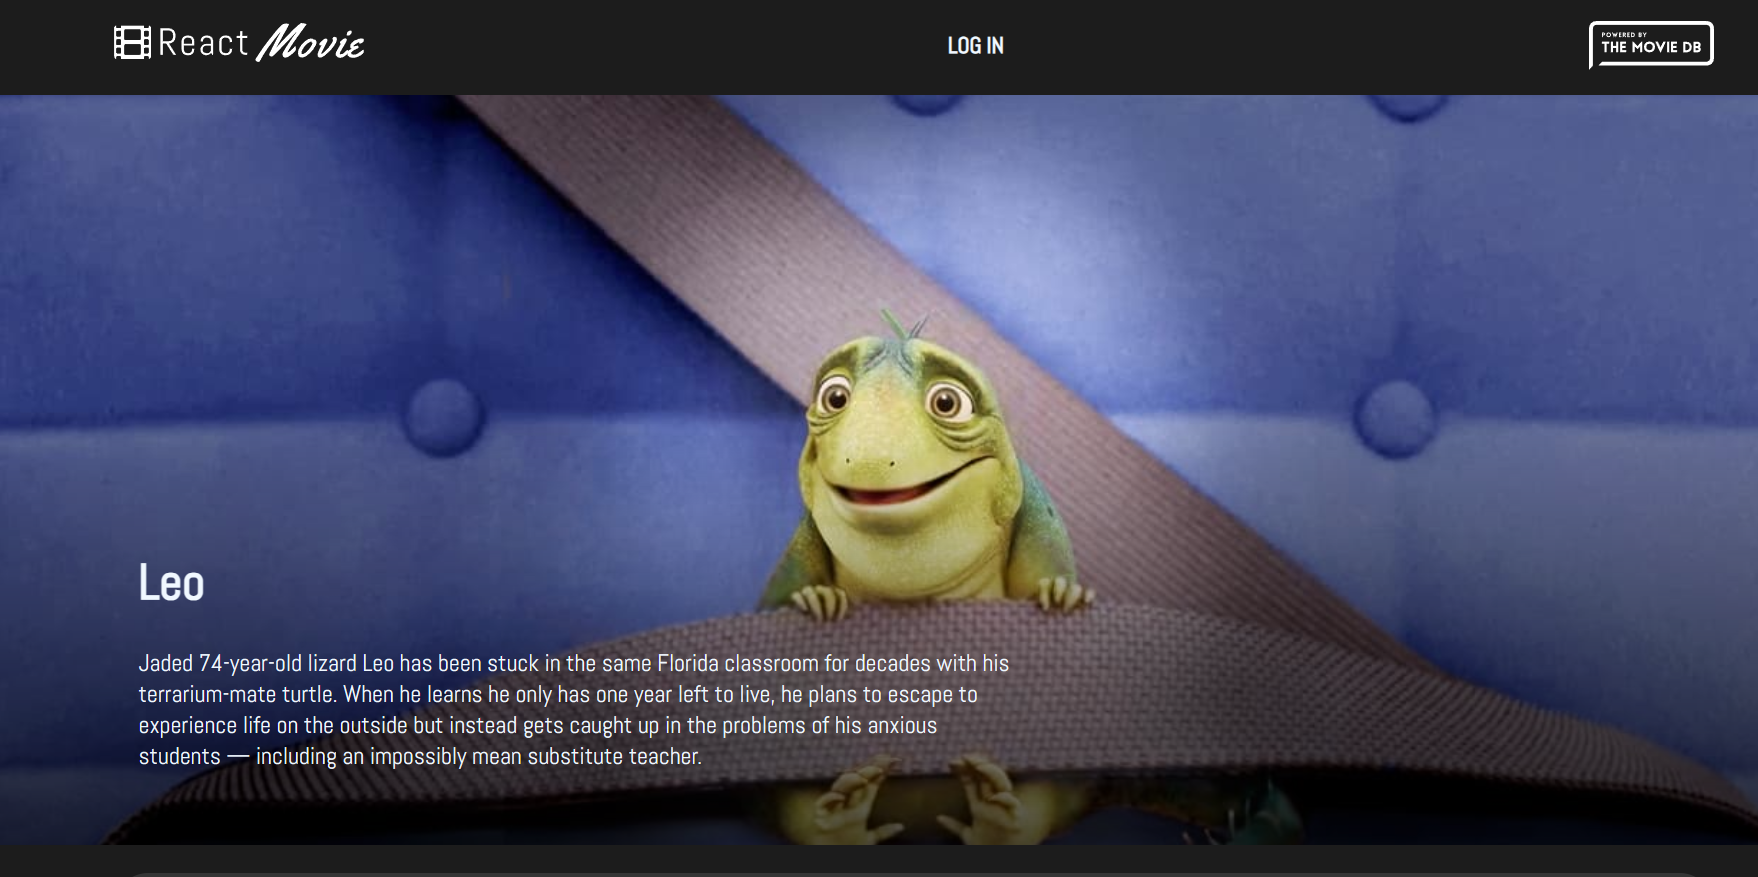 React Movie
LOG IN
POWERED BY
THE MOVIE DB
Leo
Jaded 74-year-old lizard Leo has been stuck in the same Florida classroom for decades with his
terrarium-mate turtle. When he learns he only has one year left to live, he plans to escape to
experience life on the outside but instead gets caught up in the problems of his anxious
students — including an impossibly mean substitute teacher.